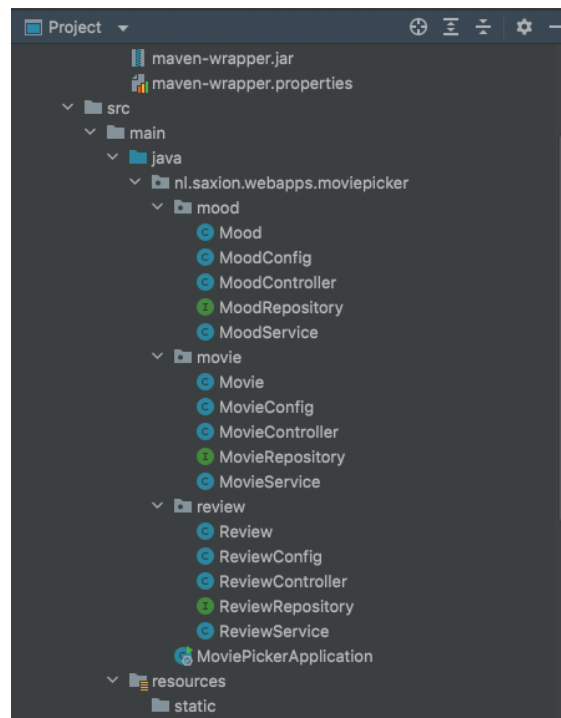 Project
maven-wrapper.jar
maven-wrapper.properties
src
main
java
nl.saxion.webapps.moviepicker
mood
C Mood
C MoodConfig
C MoodController
I MoodRepository
C MoodService
movie
C Movie
C MovieConfig
C MovieController
I MovieRepository
C MovieService
review
C Review
C ReviewConfig
C ReviewController
I ReviewRepository
C ReviewService
MoviePickerApplication
resources
static